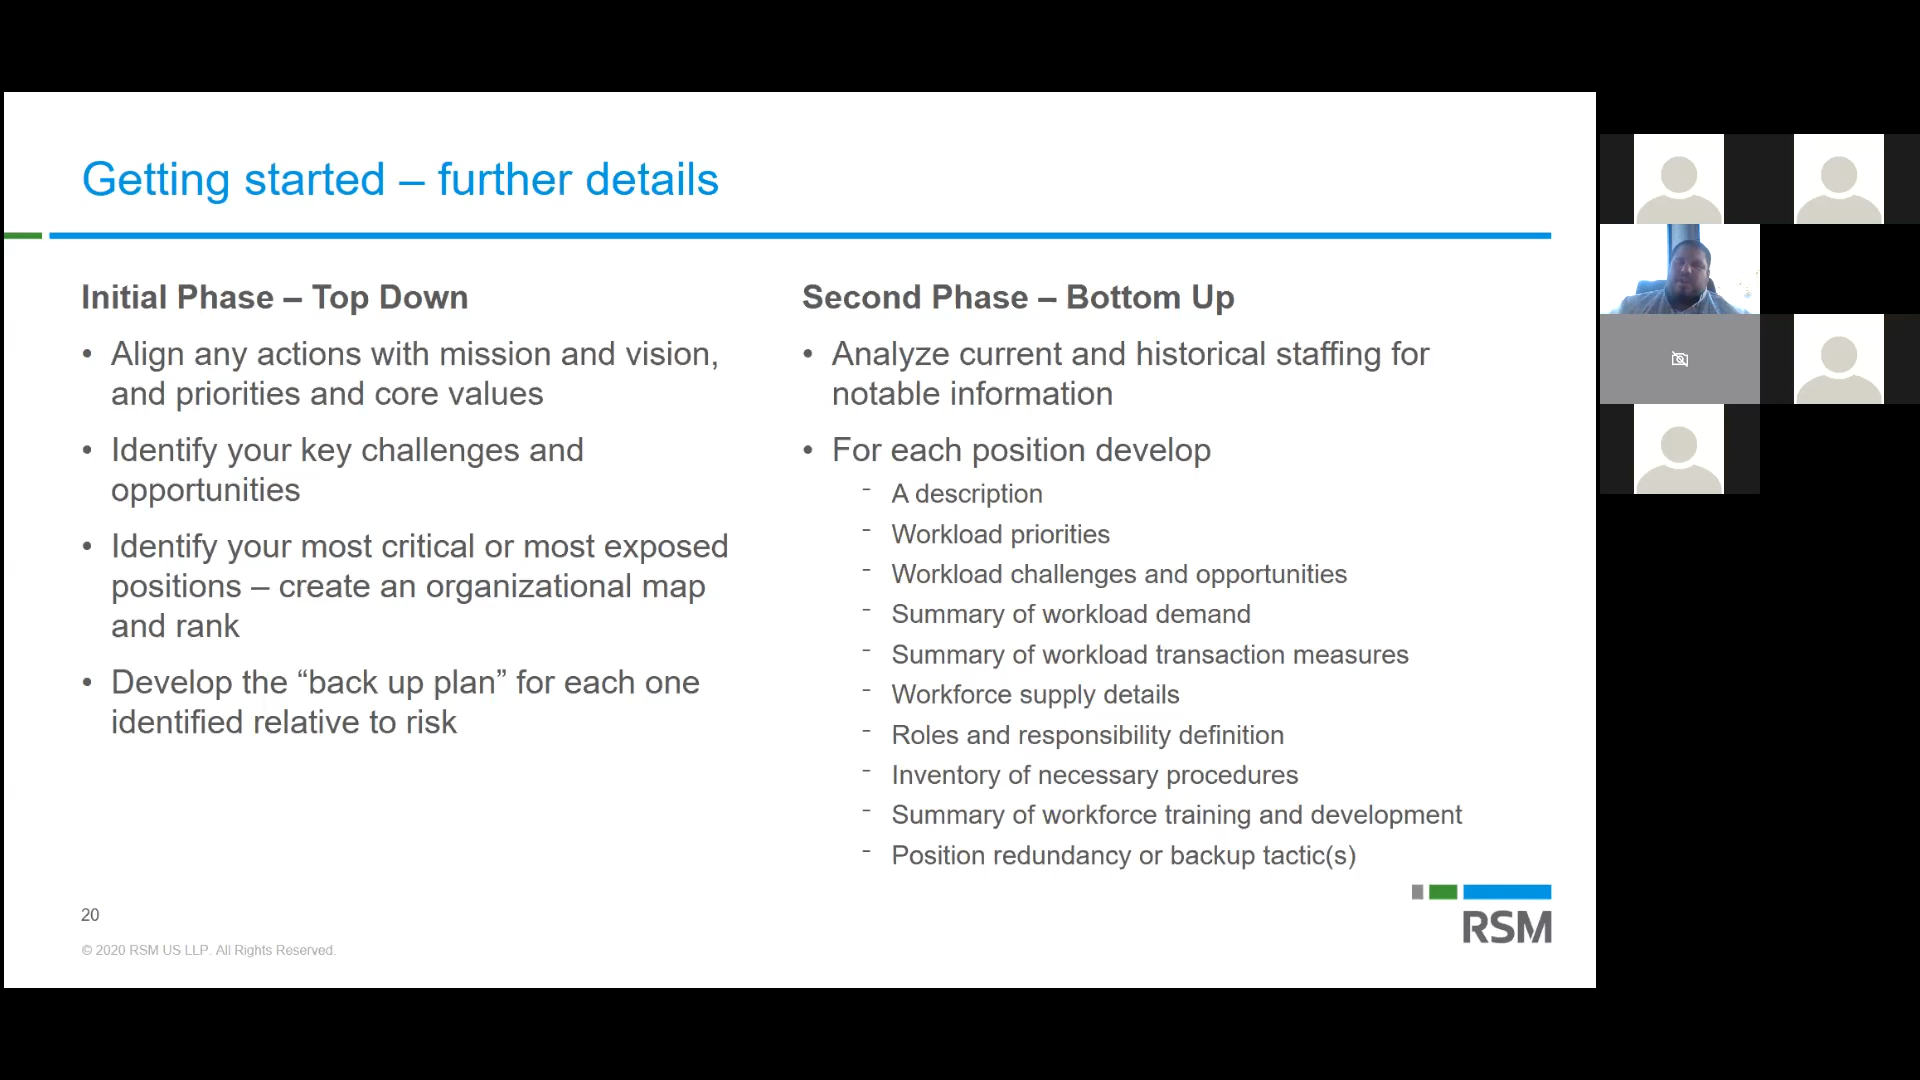 Getting started – further details
Initial Phase – Top Down
• Align any actions with mission and vision,
and priorities and core values
• Identify your key challenges and
opportunities
• Identify your most critical or most exposed
positions – create an organizational map
and rank
• Develop the “back up plan” for each one
identified relative to risk
Second Phase – Bottom Up
• Analyze current and historical staffing for
notable information
• For each position develop
- A description
- Workload priorities
- Workload challenges and opportunities
- Summary of workload demand
- Summary of workload transaction measures
- Workforce supply details
- Roles and responsibility definition
- Inventory of necessary procedures
- Summary of workforce training and development
- Position redundancy or backup tactic(s)
20
© 2020 RSM US LLP. All Rights Reserved.
RSM